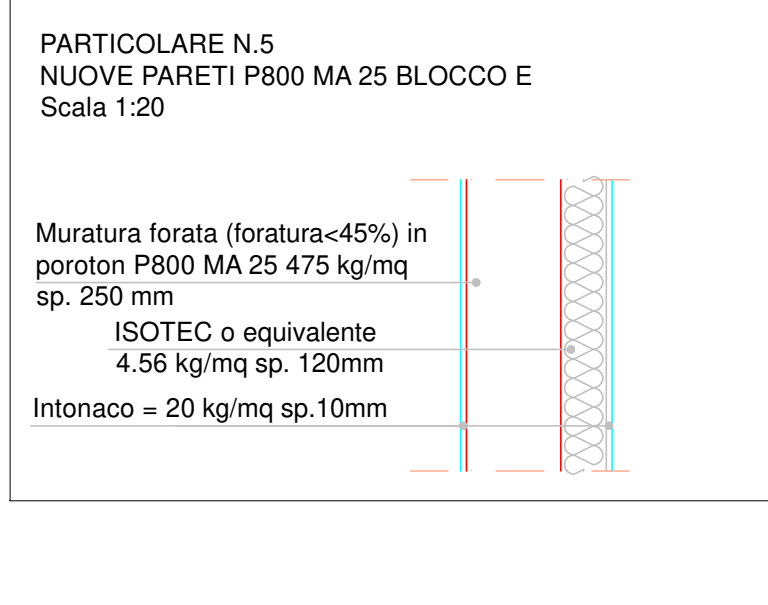 PARTICOLARE N.5
NUOVE PARETI P800 MA 25 BLOCCO E
Scala 1:20
Muratura forata (foratura<45%) in
poroton P800 MA 25 475 kg/mq
sp. 250 mm
ISOTEC o equivalente
4.56 kg/mq sp. 120mm
Intonaco = 20 kg/mq sp.10mm